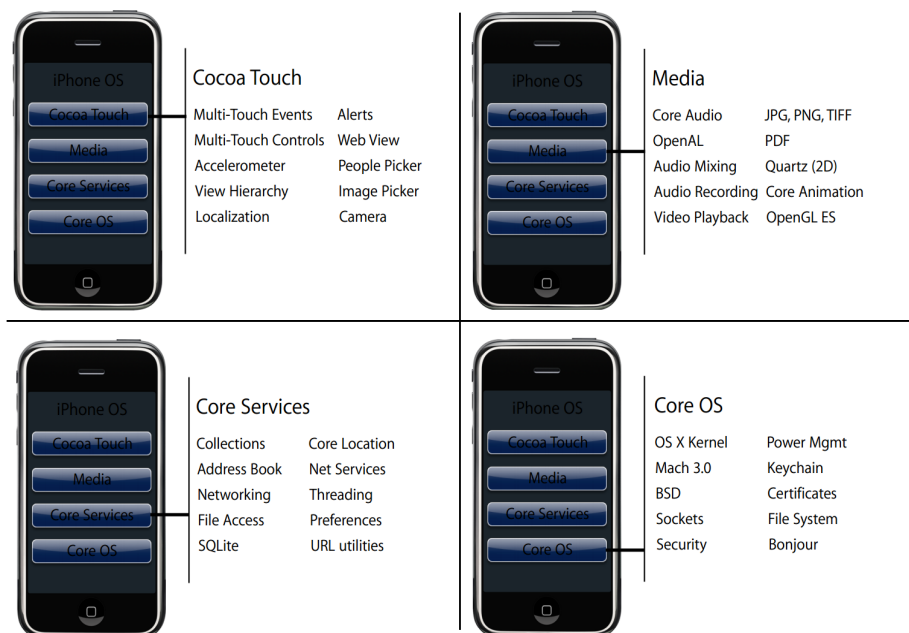 iPhone OS
Cocoa Touch
Media
Core Services
Core OS
Cocoa Touch
Multi-Touch Events Alerts
Multi-Touch Controls Web View
Accelerometer People Picker
View Hierarchy Image Picker
Localization Camera
iPhone OS
Cocoa Touch
Media
Core Services
Core OS
Media
Core Audio JPG, PNG, TIFF
OpenAL PDF
Audio Mixing Quartz (2D)
Audio Recording Core Animation
Video Playback OpenGL ES
iPhone OS
Cocoa Touch
Media
Core Services
Core OS
Core Services
Collections Core Location
Address Book Net Services
Networking Threading
File Access Preferences
SQLite URL utilities
iPhone OS
Cocoa Touch
Media
Core Services
Core OS
Core OS
OS X Kernel Power Mgmt
Mach 3.0 Keychain
BSD Certificates
Sockets File System
Security Bonjour